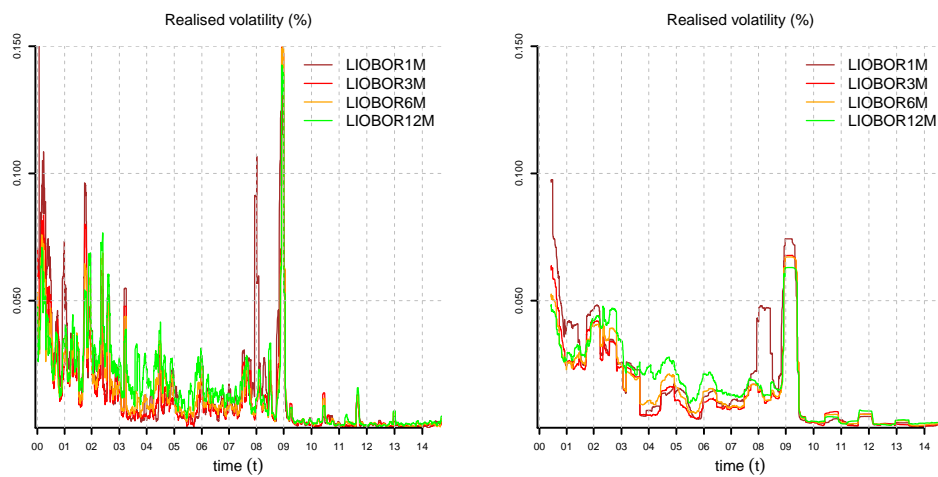 Realised volatility (%)
0.150
0.100
0.050
LIOBOR1M
LIOBOR3M
LIOBOR6M
LIOBOR12M
00 01 02 03 04 05 06 07 08 09 10 11 12 13 14
time (t)
Realised volatility (%)
0.150
0.100
0.050
LIOBOR1M
LIOBOR3M
LIOBOR6M
LIOBOR12M
00 01 02 03 04 05 06 07 08 09 10 11 12 13 14
time (t)